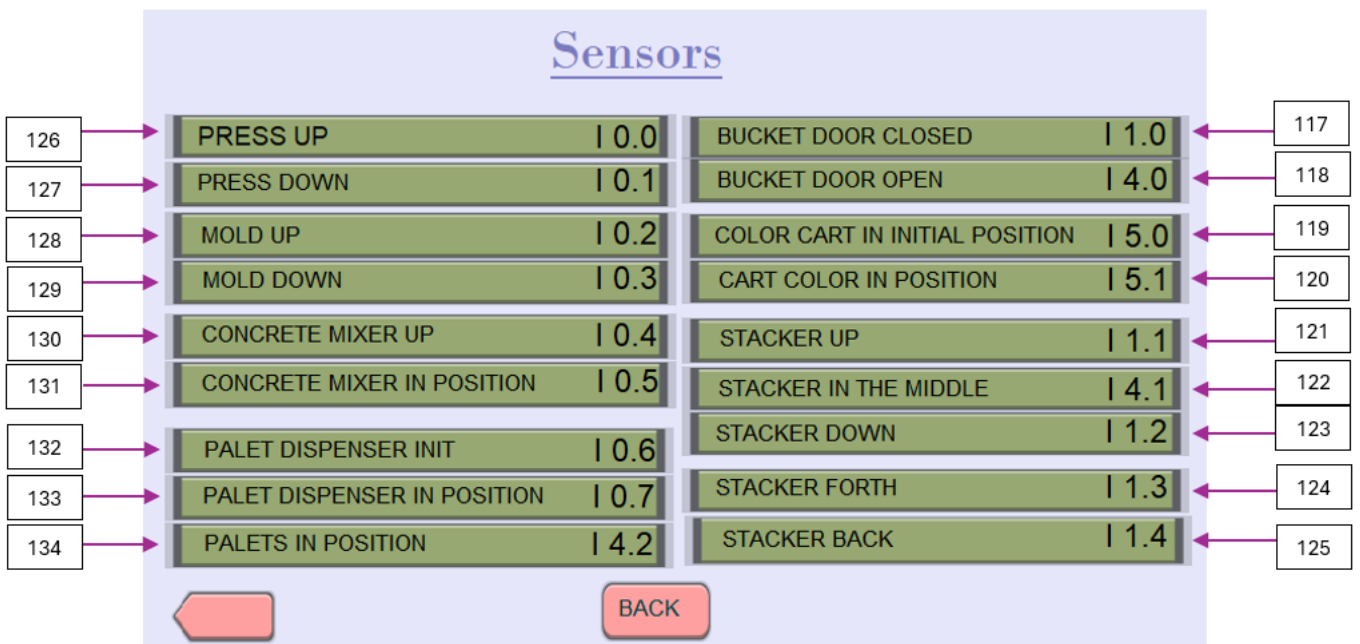 Sensors
126 PRESS UP I 0.0
127 PRESS DOWN I 0.1
128 MOLD UP I 0.2
129 MOLD DOWN I 0.3
130 CONCRETE MIXER UP I 0.4
131 CONCRETE MIXER IN POSITION I 0.5
132 PALET DISPENSER INIT I 0.6
133 PALET DISPENSER IN POSITION I 0.7
134 PALETS IN POSITION I 4.2
BUCKET DOOR CLOSED I 1.0 117
BUCKET DOOR OPEN I 4.0 118
COLOR CART IN INITIAL POSITION I 5.0 119
CART COLOR IN POSITION I 5.1 120
STACKER UP I 1.1 121
STACKER IN THE MIDDLE I 4.1 122
STACKER DOWN I 1.2 123
STACKER FORTH I 1.3 124
STACKER BACK I 1.4 125
BACK